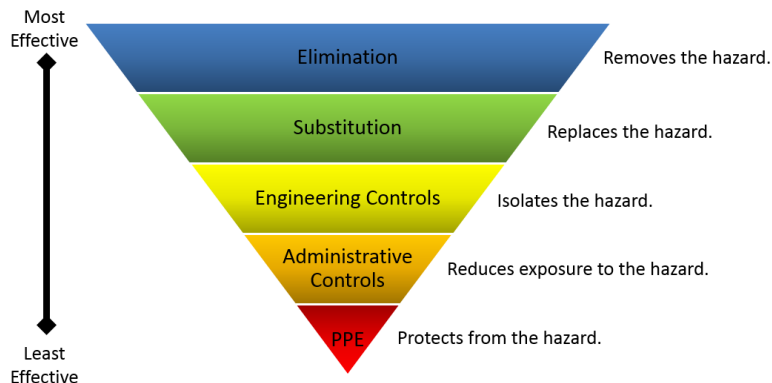 Most
Effective
Elimination
Removes the hazard.
Substitution
Replaces the hazard.
Engineering Controls
Isolates the hazard.
Administrative
Controls
Reduces exposure to the hazard.
PPE
Protects from the hazard.
Least
Effective